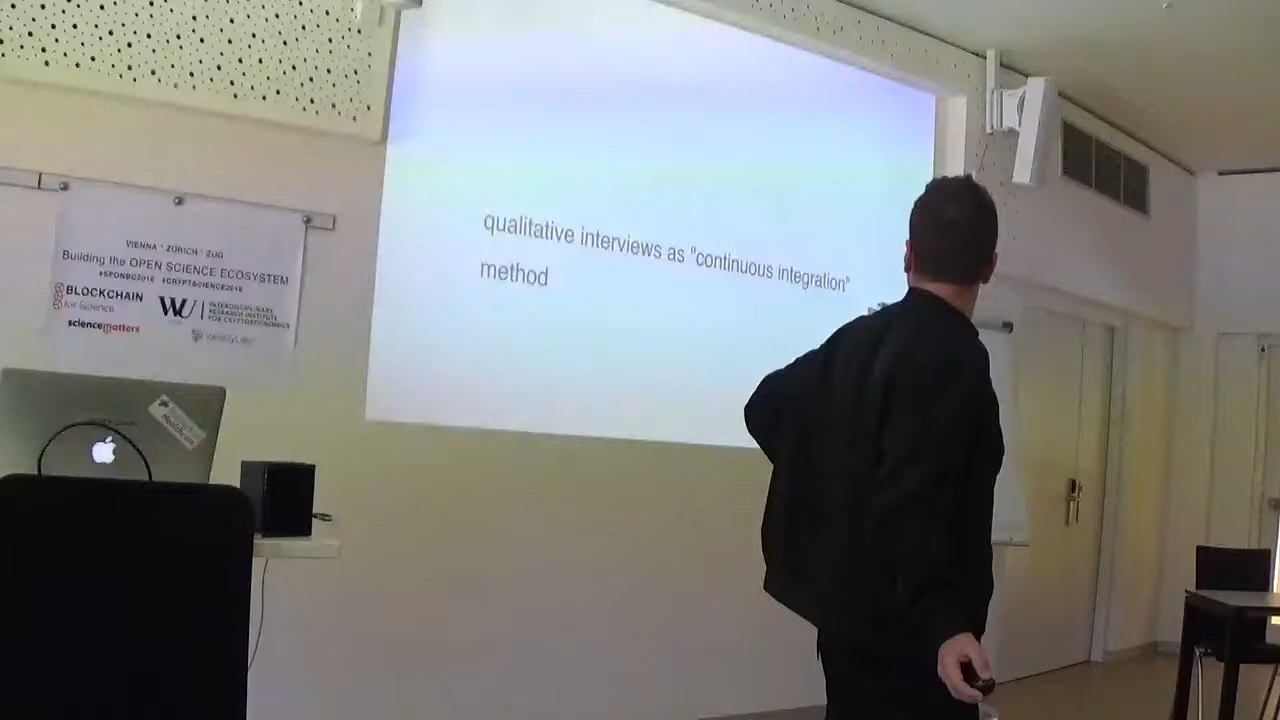 VIENNA * ZÜRICH * ZUG
Building the OPEN SCIENCE ECOSYSTEM
#SPONBC2018 #CRYPTSCIENCE2018
BLOCKCHAIN
for Science
WU
INTERDISCIPLINARY
RESEARCH INSTITUTE
FOR CRYPTOECONOMICS
sciencematters
qualitative interviews as "continuous integration"
method